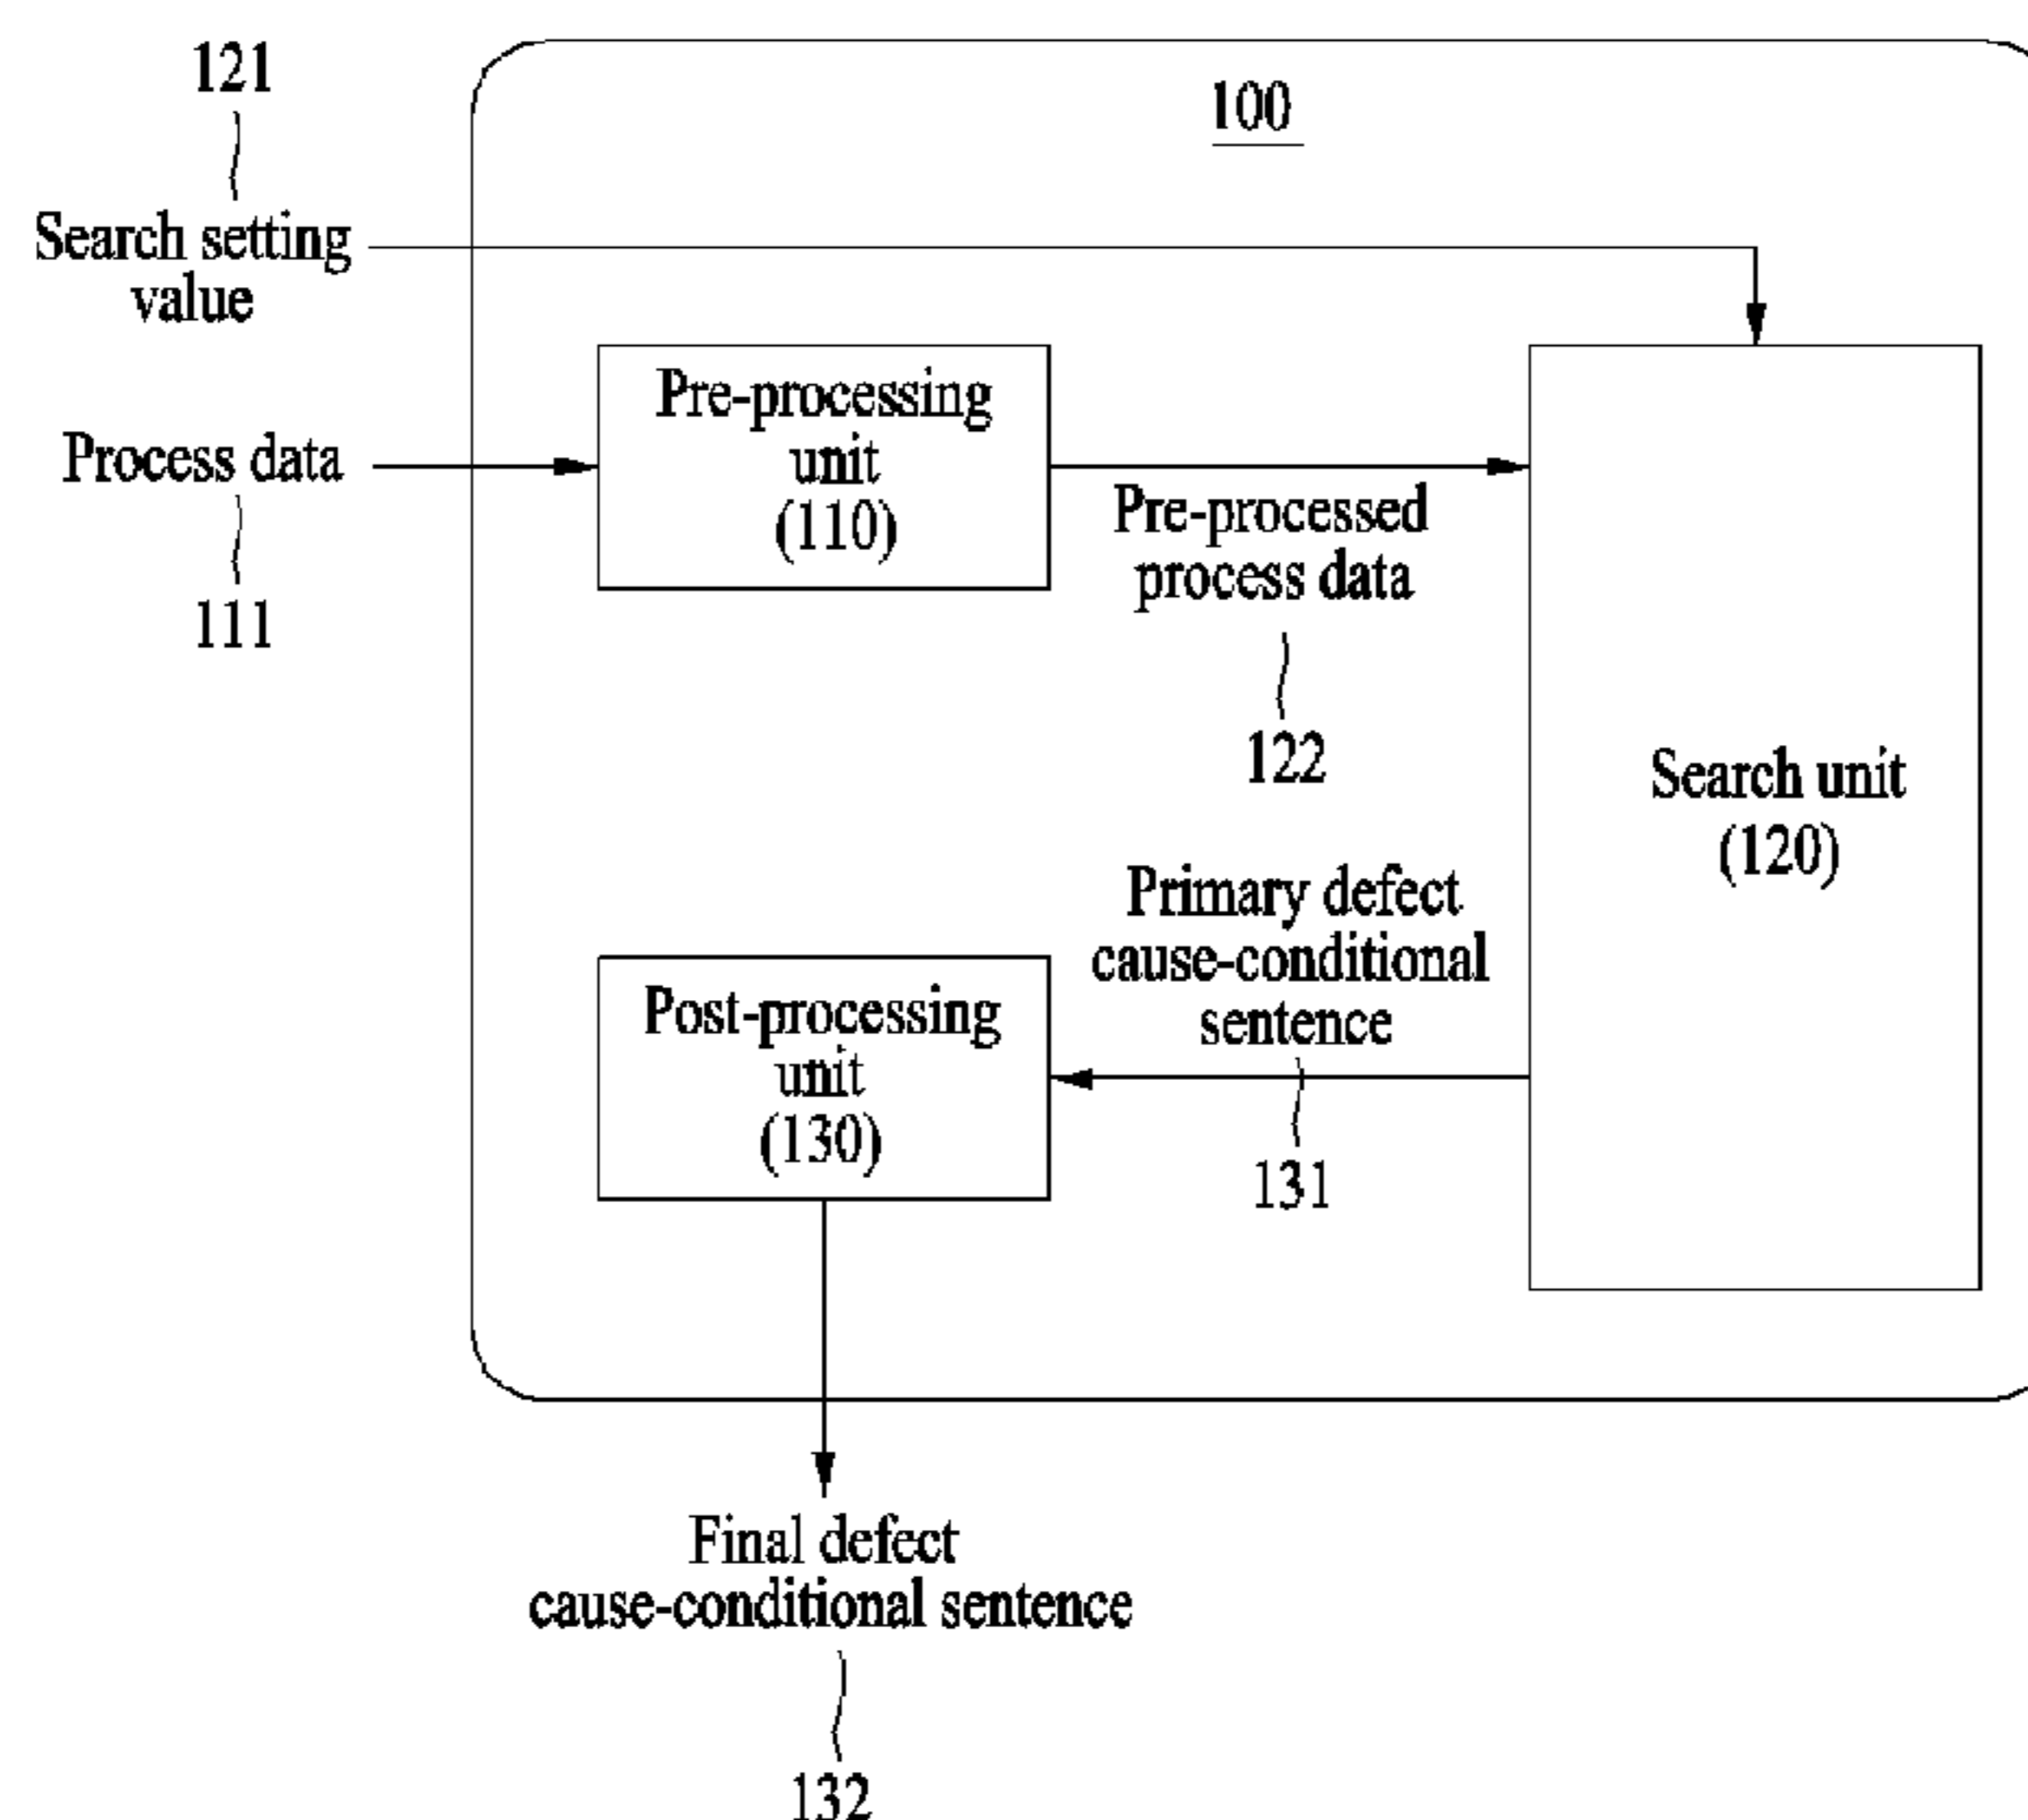 121
100
Search setting
value
Pre-processing
unit
(110)
Process data
111
Pre-processed
process data
122
Search unit
(120)
Primary defect
cause-conditional
sentence
131
Post-processing
unit
(130)
Final defect
cause-conditional sentence
132